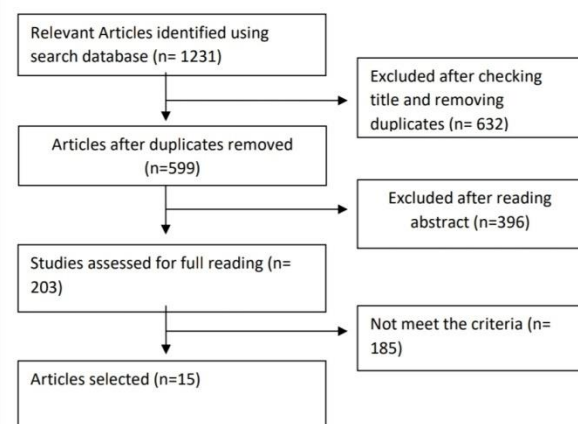 Relevant Articles identified using
search database (n= 1231)
Excluded after checking
title and removing
duplicates (n= 632)
Articles after duplicates removed
(n=599)
Excluded after reading
abstract (n=396)
Studies assessed for full reading (n=
203)
Not meet the criteria (n=
185)
Articles selected (n=15)